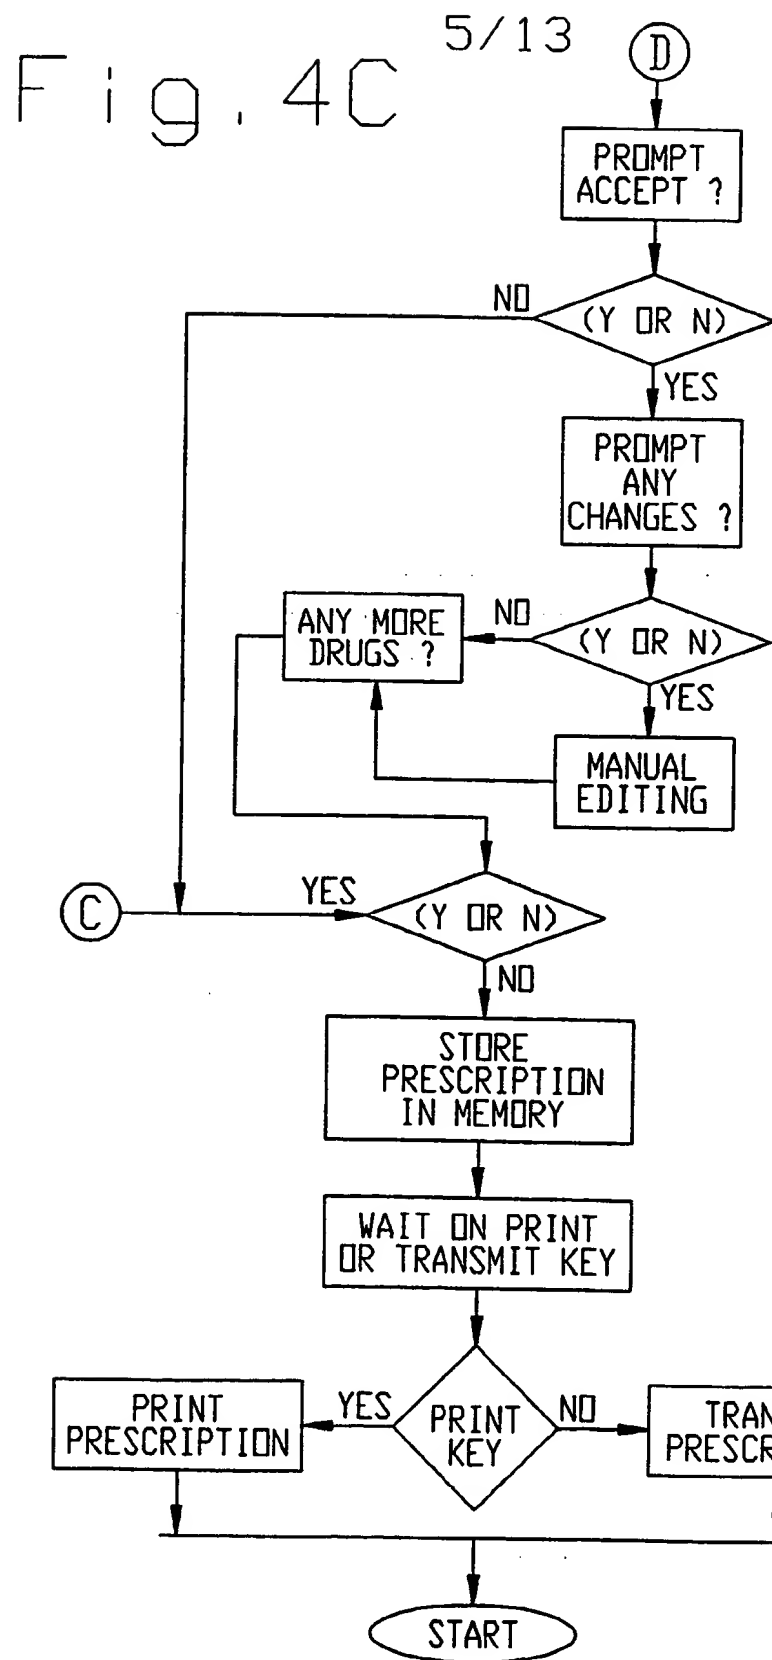 5/13
Fig. 4C
D
PROMPT
ACCEPT ?
(Y OR N)
NO
YES
PROMPT
ANY
CHANGES ?
(Y OR N)
NO
YES
ANY MORE
DRUGS ?
MANUAL
EDITING
C
YES
(Y OR N)
NO
STORE
PRESCRIPTION
IN MEMORY
WAIT ON PRINT
OR TRANSMIT KEY
PRINT
KEY
YES
NO
PRINT
PRESCRIPTION
TRAN
PRESCR
START